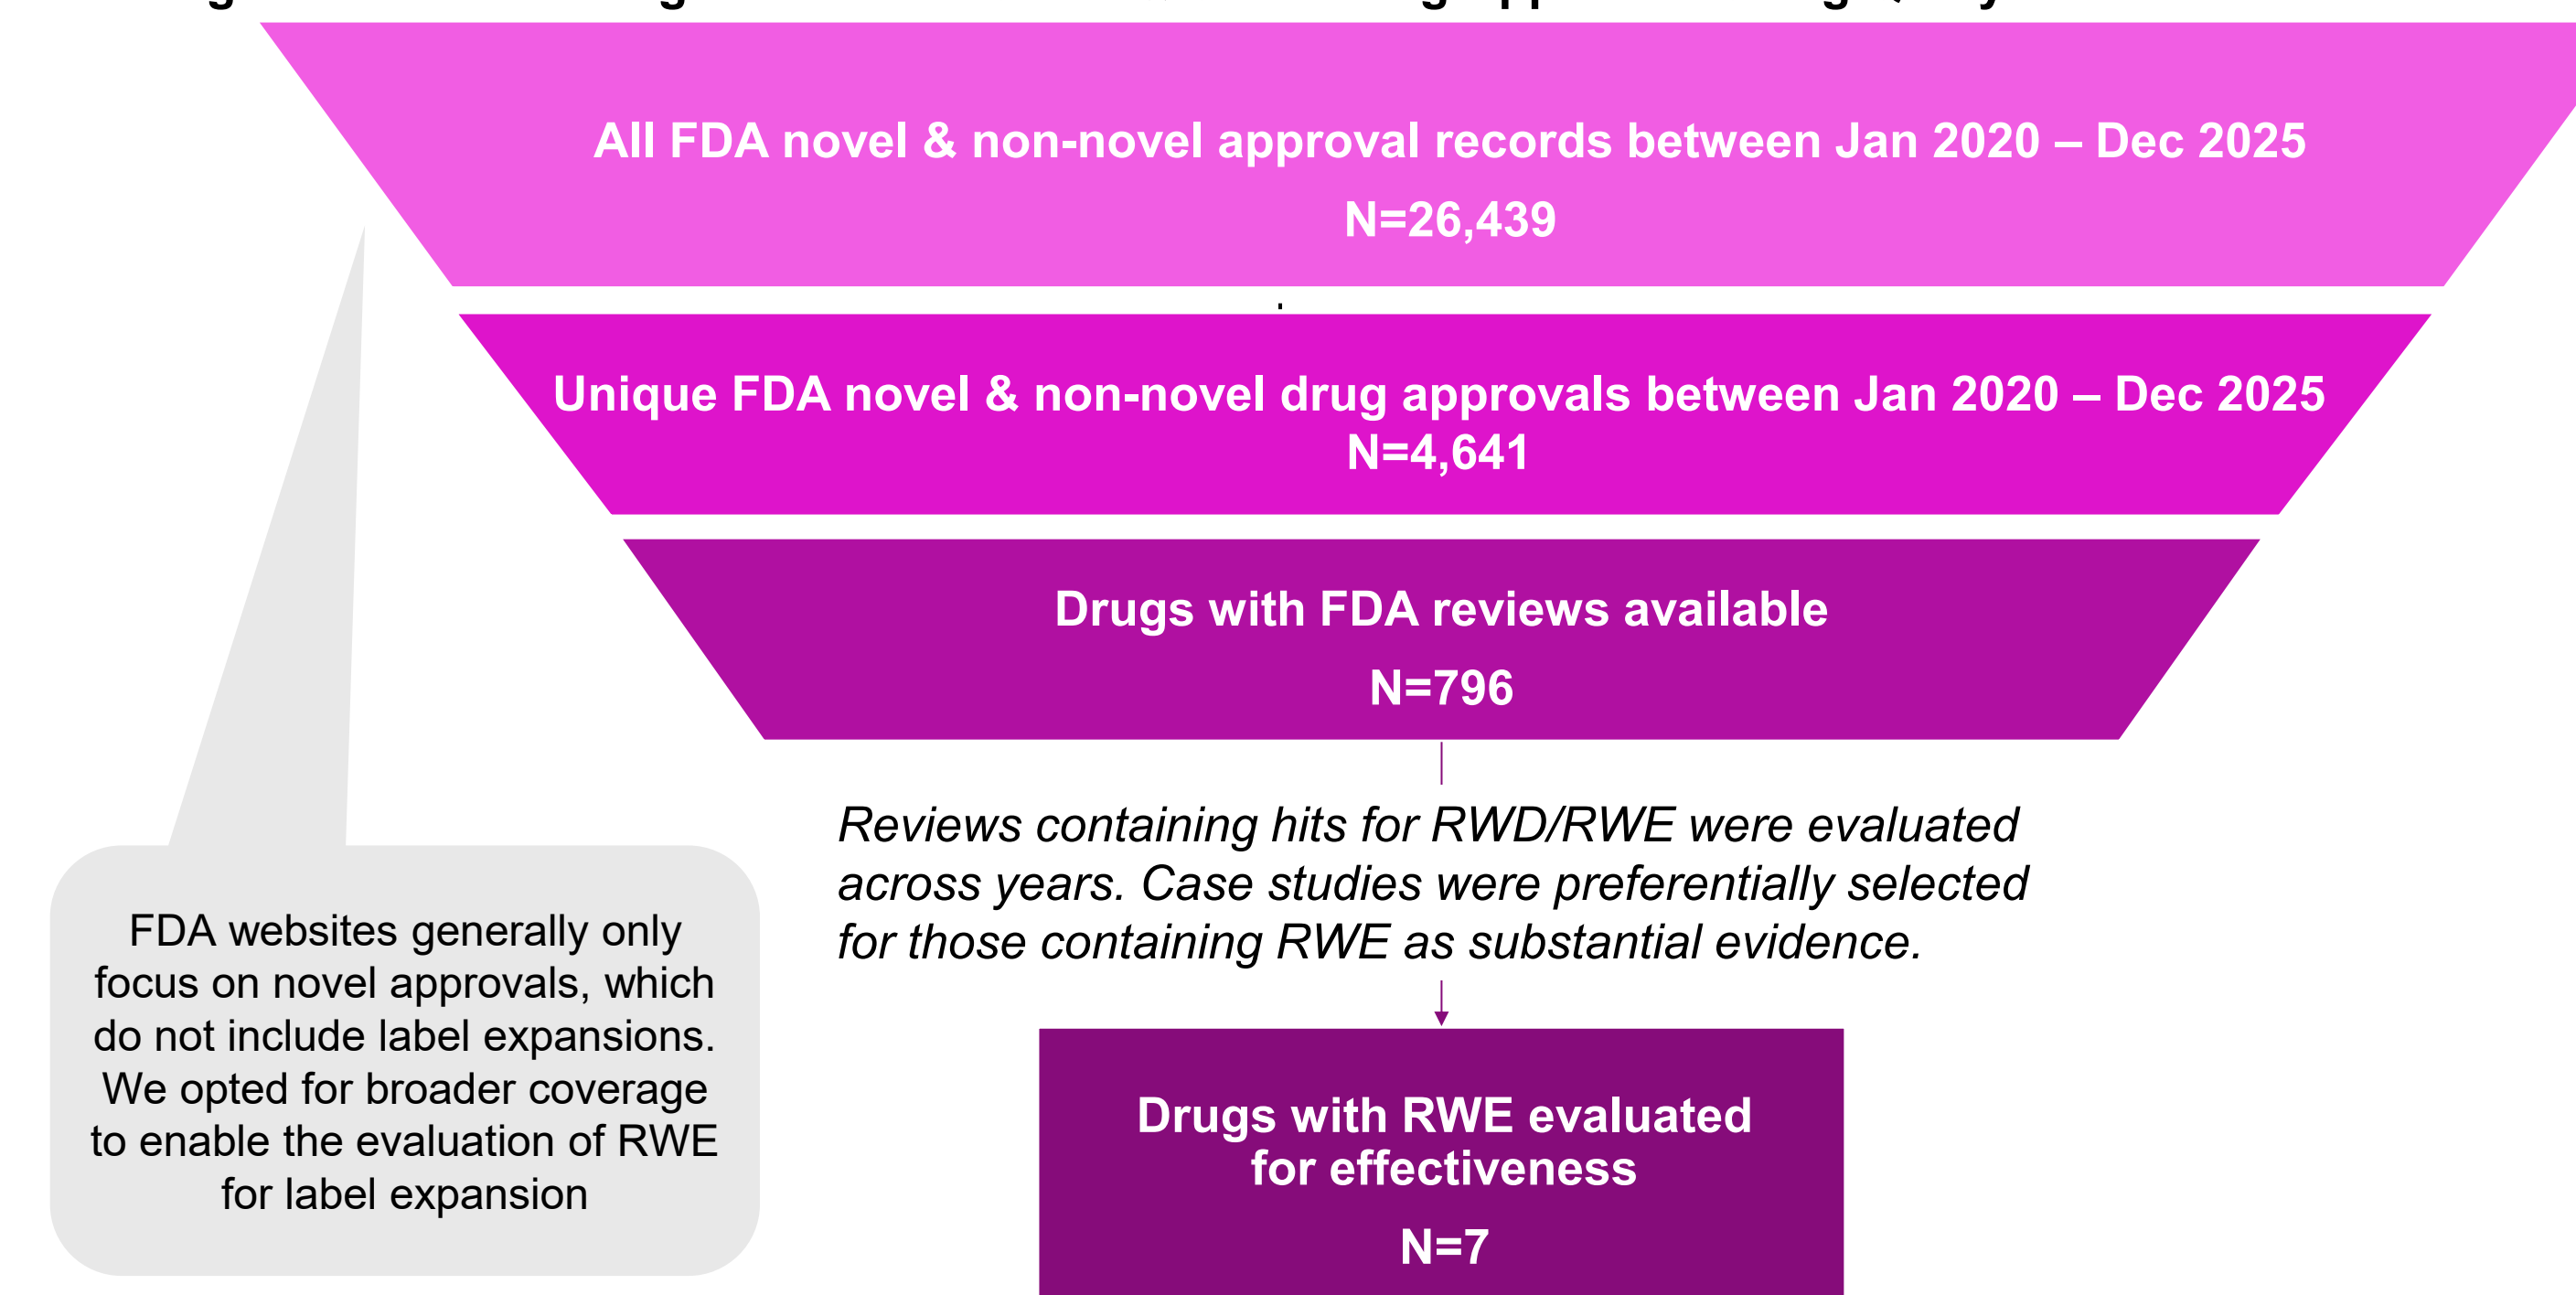 All FDA novel & non-novel approval records between Jan 2020 – Dec 2025
N=26,439
Unique FDA novel & non-novel drug approvals between Jan 2020 – Dec 2025
N=4,641
Drugs with FDA reviews available
N=796
Reviews containing hits for RWD/RWE were evaluated
across years. Case studies were preferentially selected
for those containing RWE as substantial evidence.
FDA websites generally only
focus on novel approvals, which
do not include label expansions.
We opted for broader coverage
to enable the evaluation of RWE
for label expansion
Drugs with RWE evaluated
for effectiveness
N=7